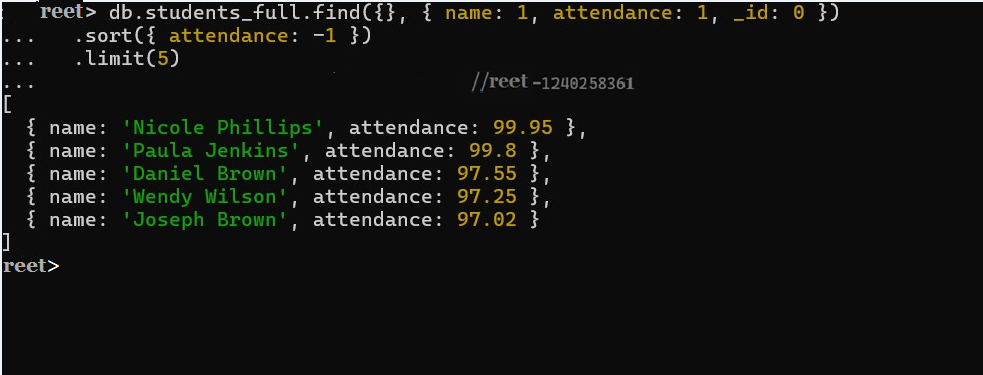 reet> db.students_full.find({}, { name: 1, attendance: 1, _id: 0 })
... .sort({ attendance: -1 })
... .limit(5)
... //reet -1240258361
[
{ name: 'Nicole Phillips', attendance: 99.95 },
{ name: 'Paula Jenkins', attendance: 99.8 },
{ name: 'Daniel Brown', attendance: 97.55 },
{ name: 'Wendy Wilson', attendance: 97.25 },
{ name: 'Joseph Brown', attendance: 97.02 }
]
reet>